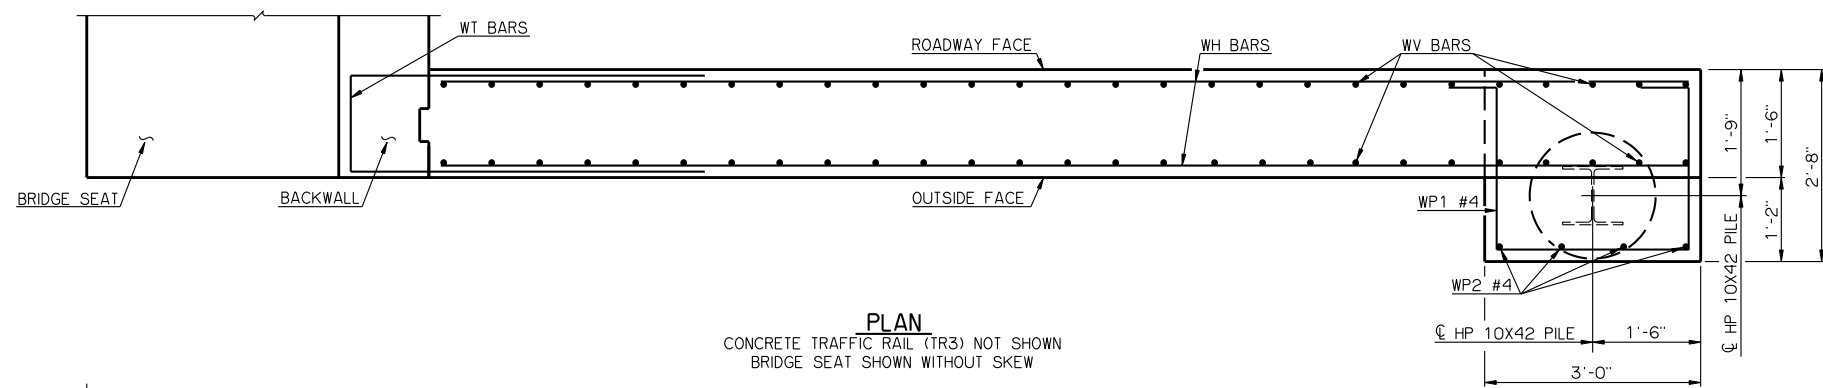 WT BARS
ROADWAY FACE
WH BARS
WV BARS
BRIDGE SEAT
BACKWALL
OUTSIDE FACE
WP1 #4
WP2 #4
1'-9"
1'-6"
2'-8"
1'-2"
℄ HP 10X42 PILE
℄ HP 10X42 PILE
1'-6"
3'-0"
PLAN
CONCRETE TRAFFIC RAIL (TR3) NOT SHOWN
BRIDGE SEAT SHOWN WITHOUT SKEW